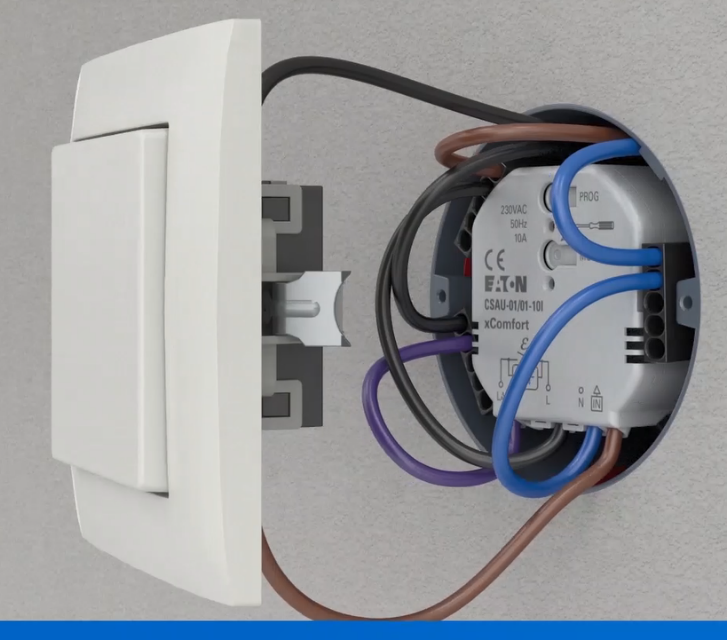 PROG
230VAC
50Hz
10A
CE
EATON
CSAU-01/01-10I
xComfort
L
N
IN